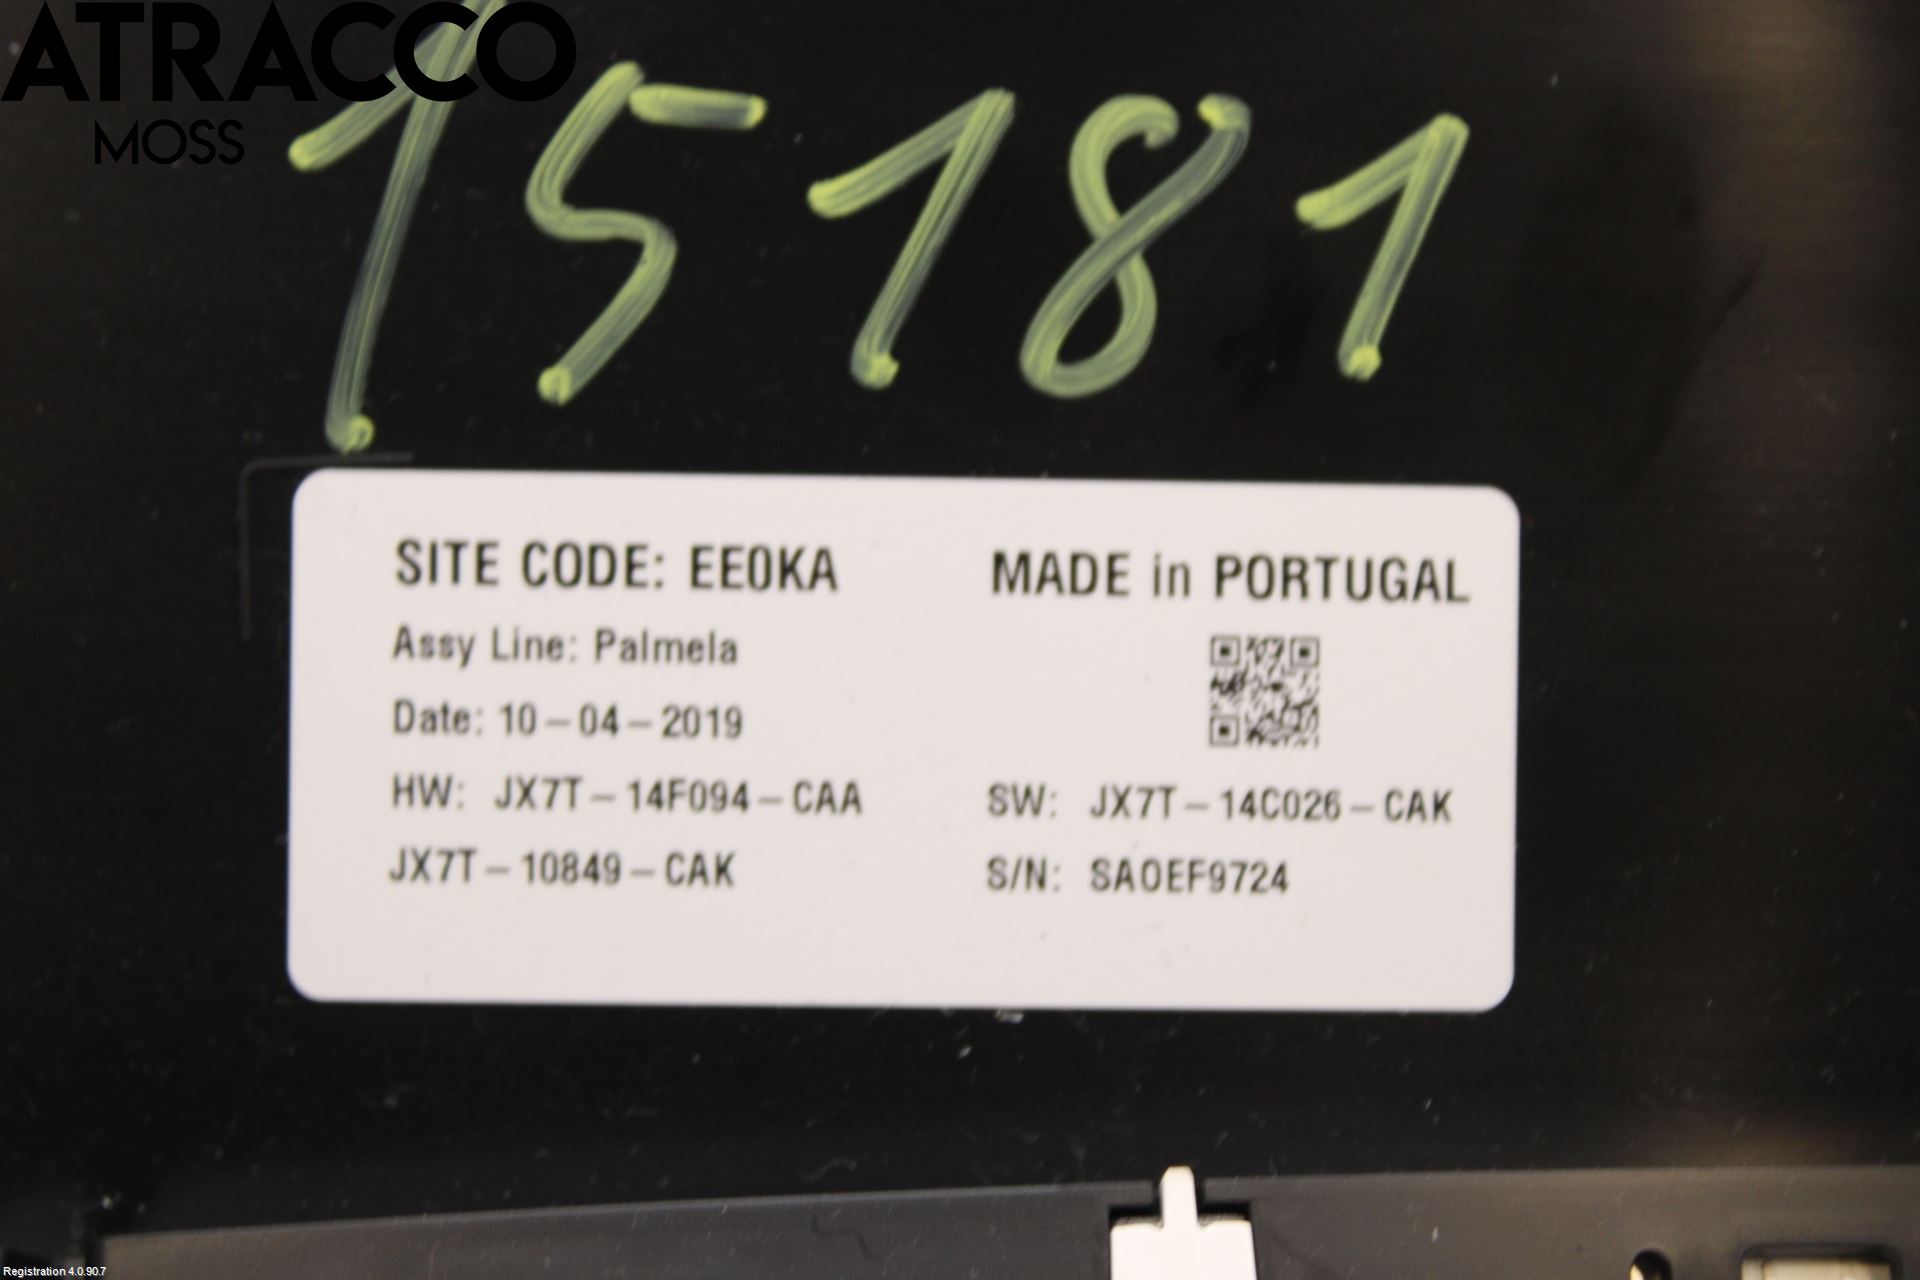 ATRACCO
MOSS
15181
SITE CODE: EE0KA
MADE in PORTUGAL
Assy Line: Palmela
Date: 10-04-2019
HW: JX7T-14F094-CAA
SW: JX7T-14C026-CAK
JX7T-10849-CAK
S/N: SA0EF9724
Registration 4.0.90.7